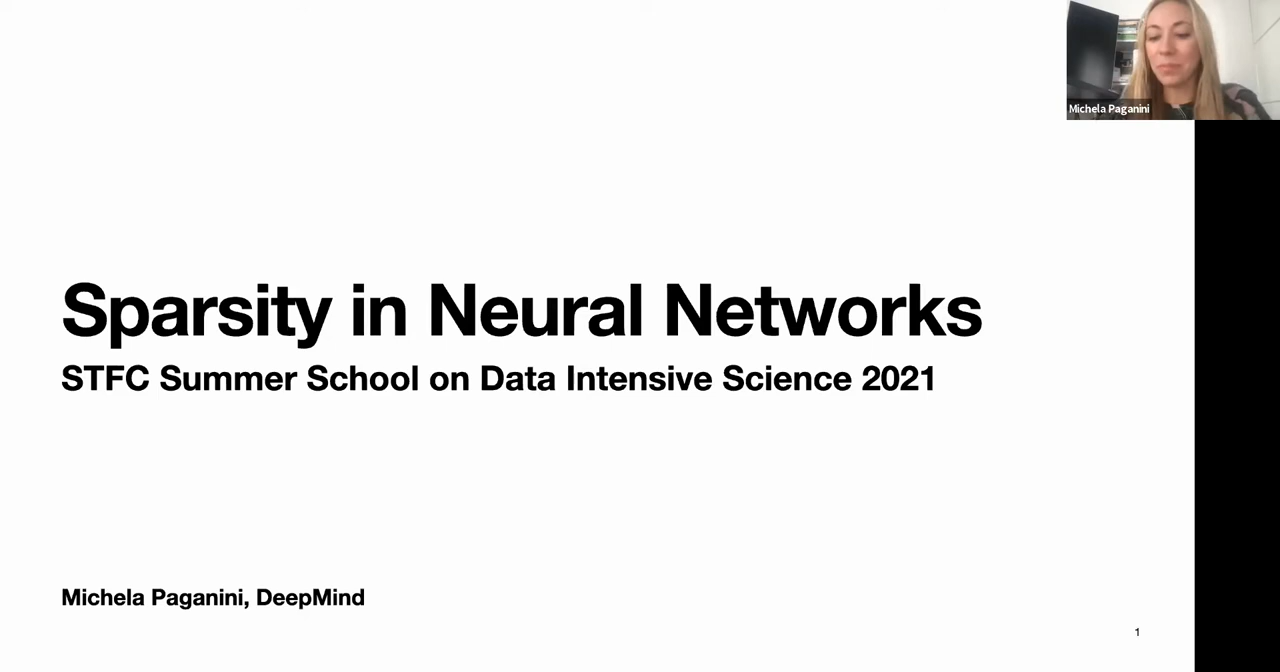 Michela Paganini
Sparsity in Neural Networks
STFC Summer School on Data Intensive Science 2021
Michela Paganini, DeepMind
1